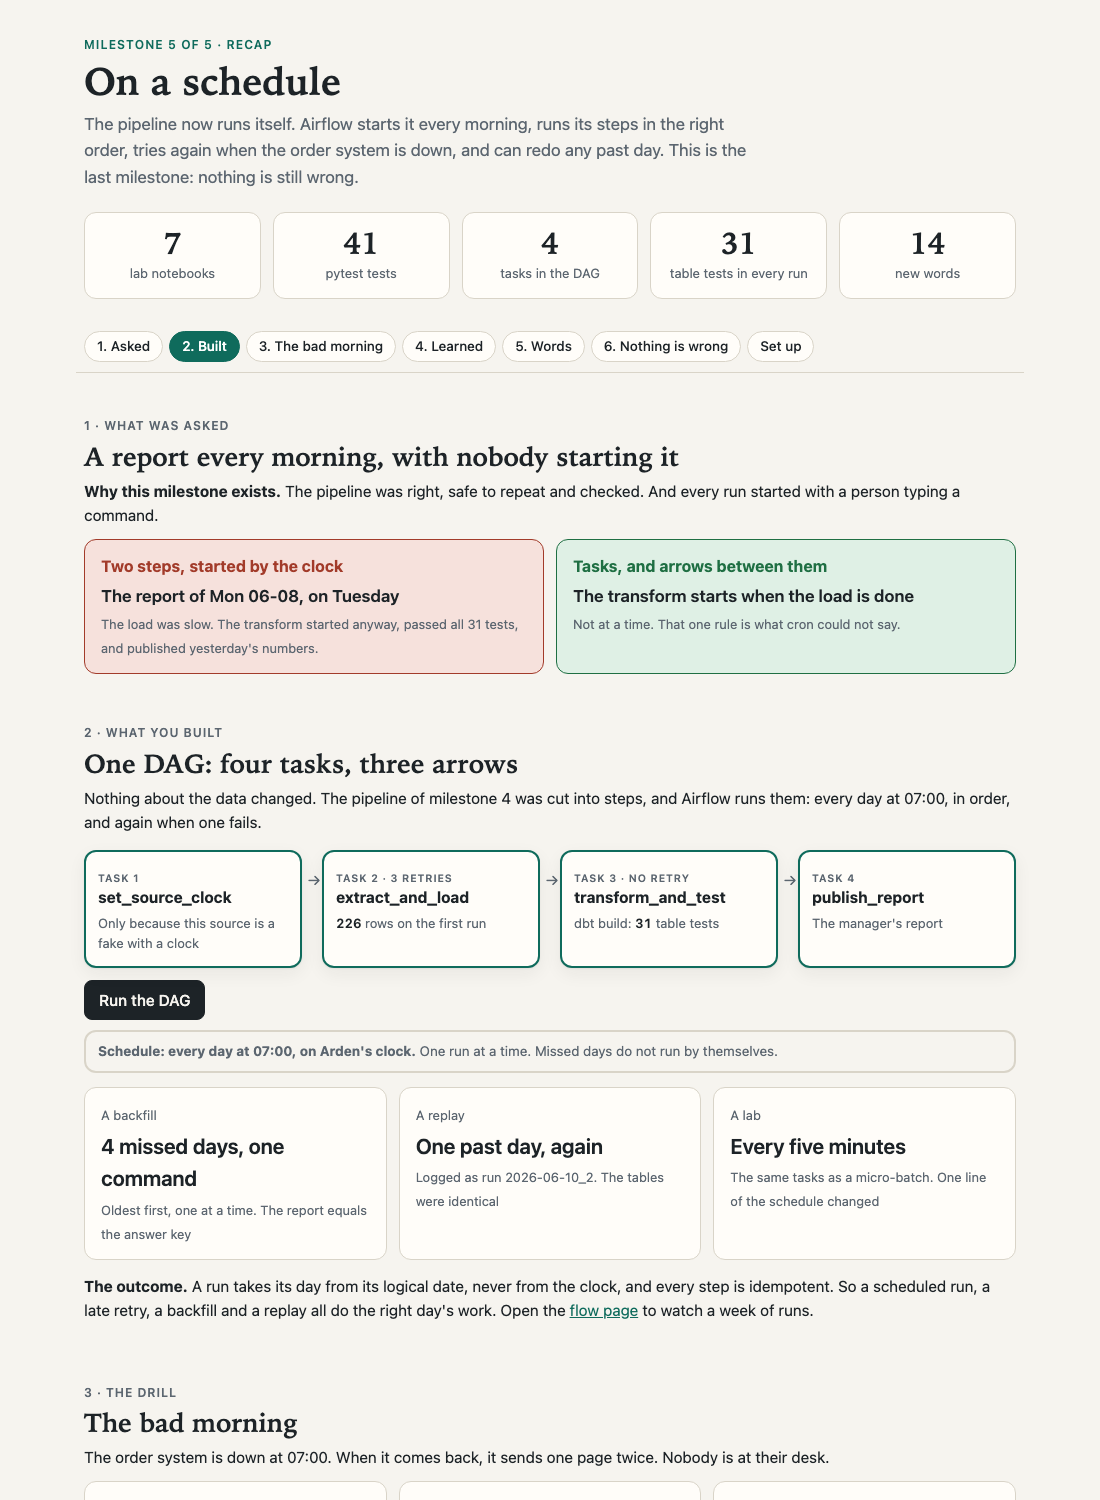 MILESTONE 5 OF 5 · RECAP
On a schedule
The pipeline now runs itself. Airflow starts it every morning, runs its steps in the right
order, tries again when the order system is down, and can redo any past day. This is the
last milestone: nothing is still wrong.
7
lab notebooks
41
pytest tests
4
tasks in the DAG
31
table tests in every run
14
new words
1. Asked
2. Built
3. The bad morning
4. Learned
5. Words
6. Nothing is wrong
Set up
1 · WHAT WAS ASKED
A report every morning, with nobody starting it
Why this milestone exists. The pipeline was right, safe to repeat and checked. And every run started with a person typing a
command.
Two steps, started by the clock
The report of Mon 06-08, on Tuesday
The load was slow. The transform started anyway, passed all 31 tests,
and published yesterday's numbers.
Tasks, and arrows between them
The transform starts when the load is done
Not at a time. That one rule is what cron could not say.
2 · WHAT YOU BUILT
One DAG: four tasks, three arrows
Nothing about the data changed. The pipeline of milestone 4 was cut into steps, and Airflow runs them: every day at 07:00, in order,
and again when one fails.
TASK 1
set_source_clock
Only because this source is a
fake with a clock
→
TASK 2 · 3 RETRIES
extract_and_load
226 rows on the first run
→
TASK 3 · NO RETRY
transform_and_test
dbt build: 31 table tests
→
TASK 4
publish_report
The manager's report
Run the DAG
Schedule: every day at 07:00, on Arden's clock. One run at a time. Missed days do not run by themselves.
A backfill
4 missed days, one
command
Oldest first, one at a time. The report equals
the answer key
A replay
One past day, again
Logged as run 2026-06-10_2. The tables
were identical
A lab
Every five minutes
The same tasks as a micro-batch. One line
of the schedule changed
The outcome. A run takes its day from its logical date, never from the clock, and every step is idempotent. So a scheduled run, a
late retry, a backfill and a replay all do the right day's work. Open the flow page to watch a week of runs.
3 · THE DRILL
The bad morning
The order system is down at 07:00. When it comes back, it sends one page twice. Nobody is at their desk.